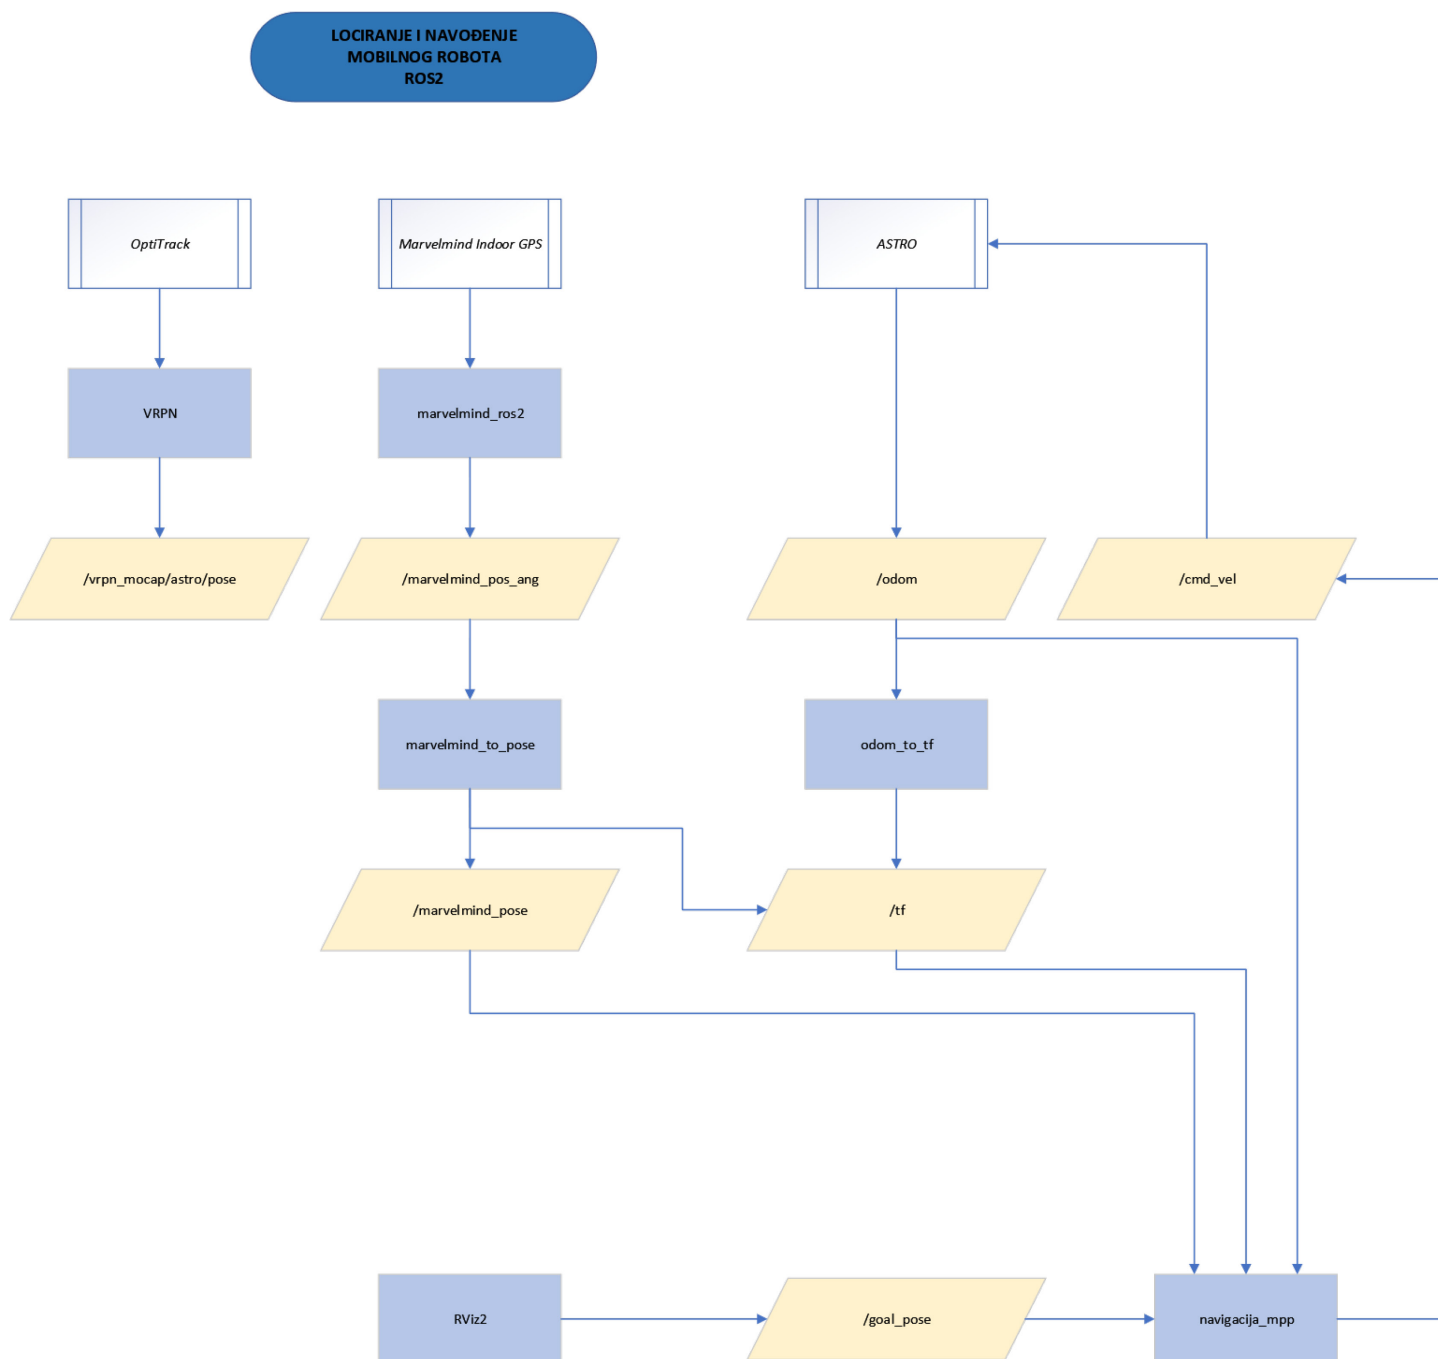 LOCIRANJE I NAVOĐENJE
MOBILNOG ROBOTA
ROS2
OptiTrack
Marvelmind Indoor GPS
ASTRO
VRPN
marvelmind_ros2
/vrpn_mocap/astro/pose
/marvelmind_pos_ang
/odom
/cmd_vel
marvelmind_to_pose
odom_to_tf
/marvelmind_pose
/tf
RViz2
/goal_pose
navigacija_mpp